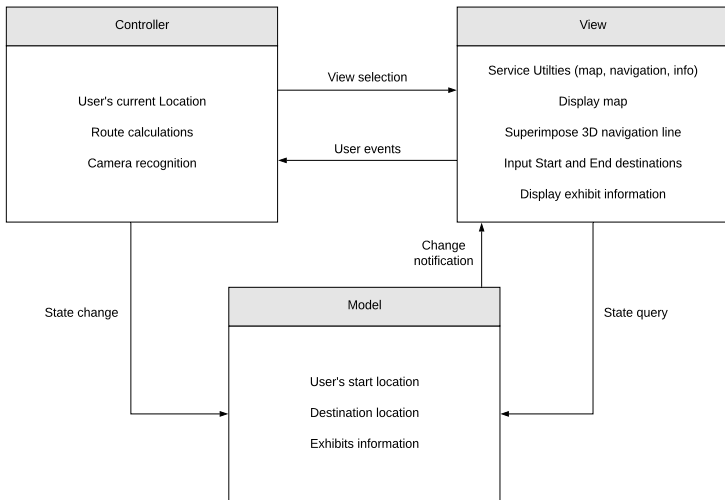 Controller
User's current Location
Route calculations
Camera recognition
View selection
User events
View
Service Utilties (map, navigation, info)
Display map
Superimpose 3D navigation line
Input Start and End destinations
Display exhibit information
Change
notification
State change
State query
Model
User's start location
Destination location
Exhibits information